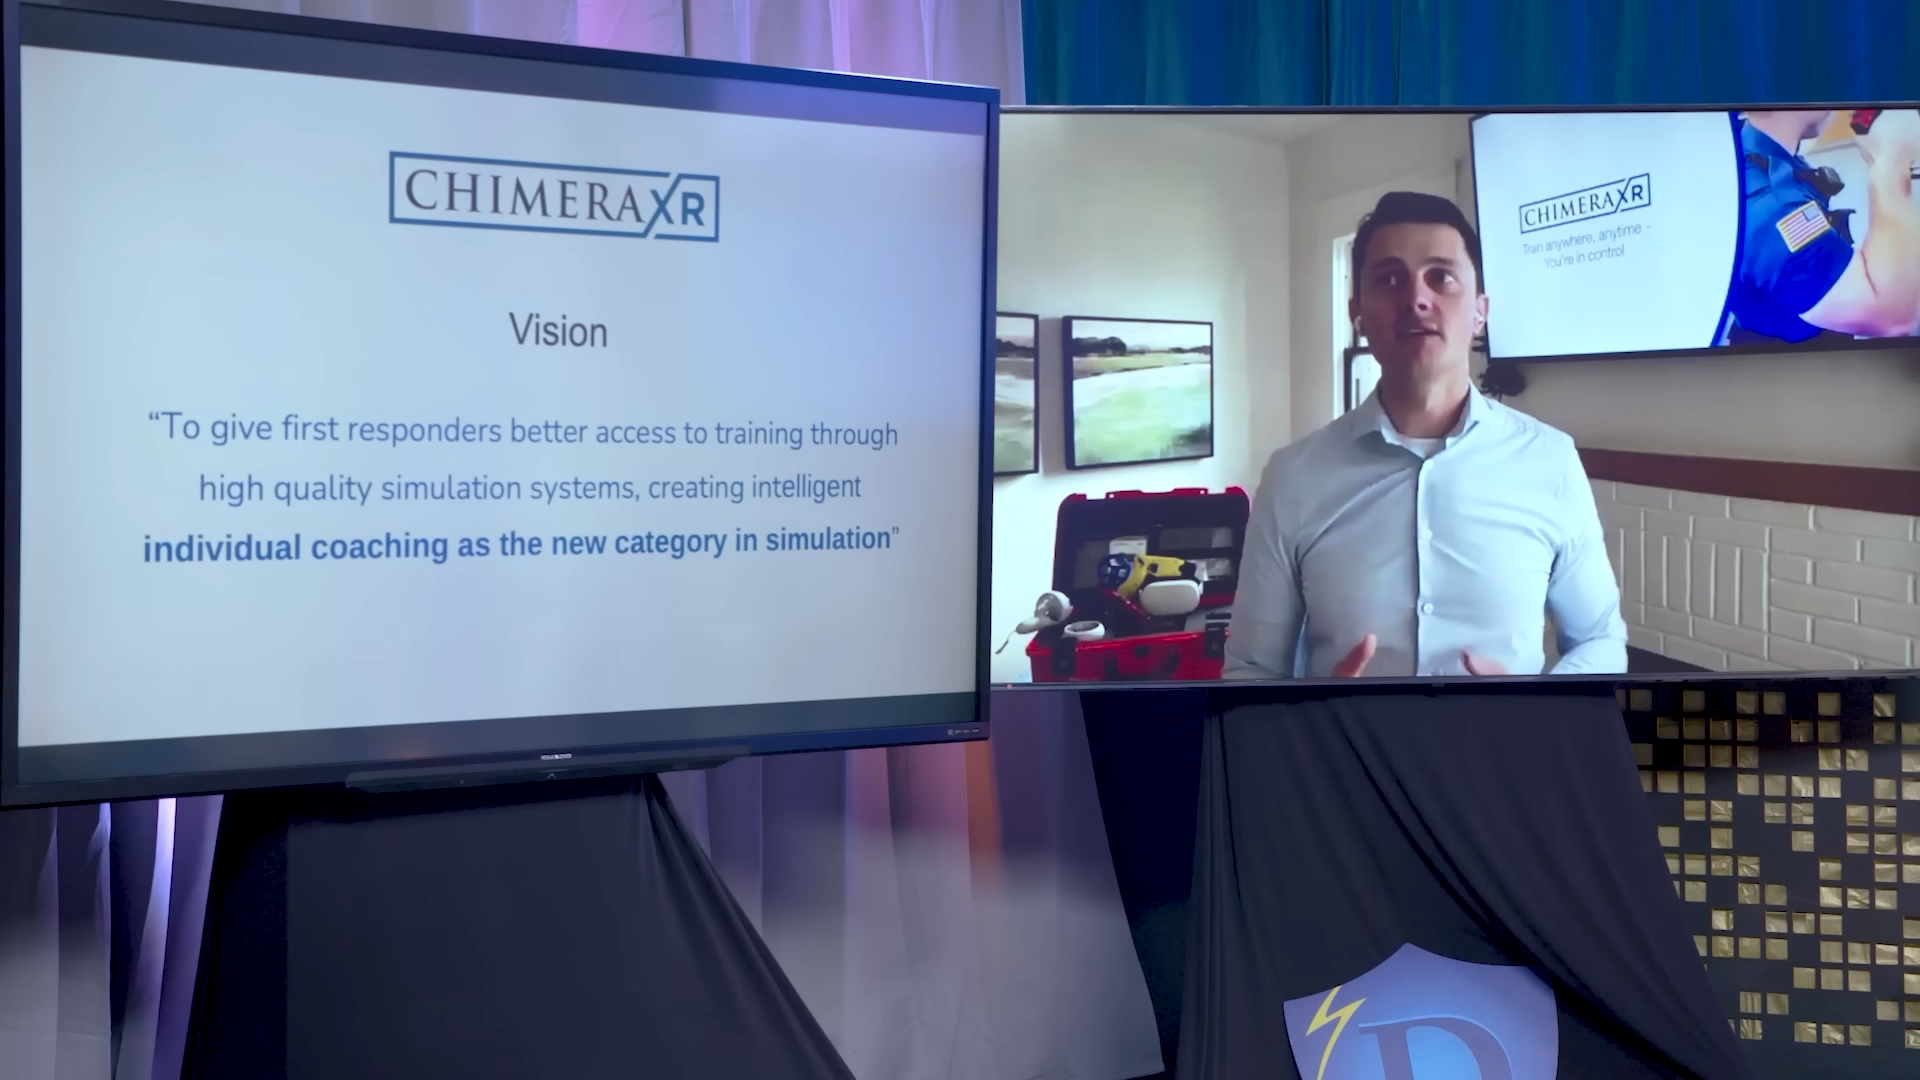 CHIMERAXR
Vision
“To give first responders better access to training through
high quality simulation systems, creating intelligent
individual coaching as the new category in simulation”
CHIMERAXR
Train anywhere, anytime -
You're in control
D